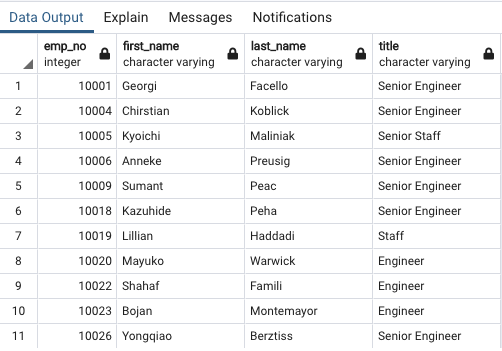 Data Output Explain Messages Notifications
emp_no first_name last_name title
integer character varying character varying character varying
1 10001 Georgi Facello Senior Engineer
2 10004 Chirstian Koblick Senior Engineer
3 10005 Kyoichi Maliniak Senior Staff
4 10006 Anneke Preusig Senior Engineer
5 10009 Sumant Peac Senior Engineer
6 10018 Kazuhide Peha Senior Engineer
7 10019 Lillian Haddadi Staff
8 10020 Mayuko Warwick Engineer
9 10022 Shahaf Famili Engineer
10 10023 Bojan Montemayor Engineer
11 10026 Yongqiao Berztiss Senior Engineer